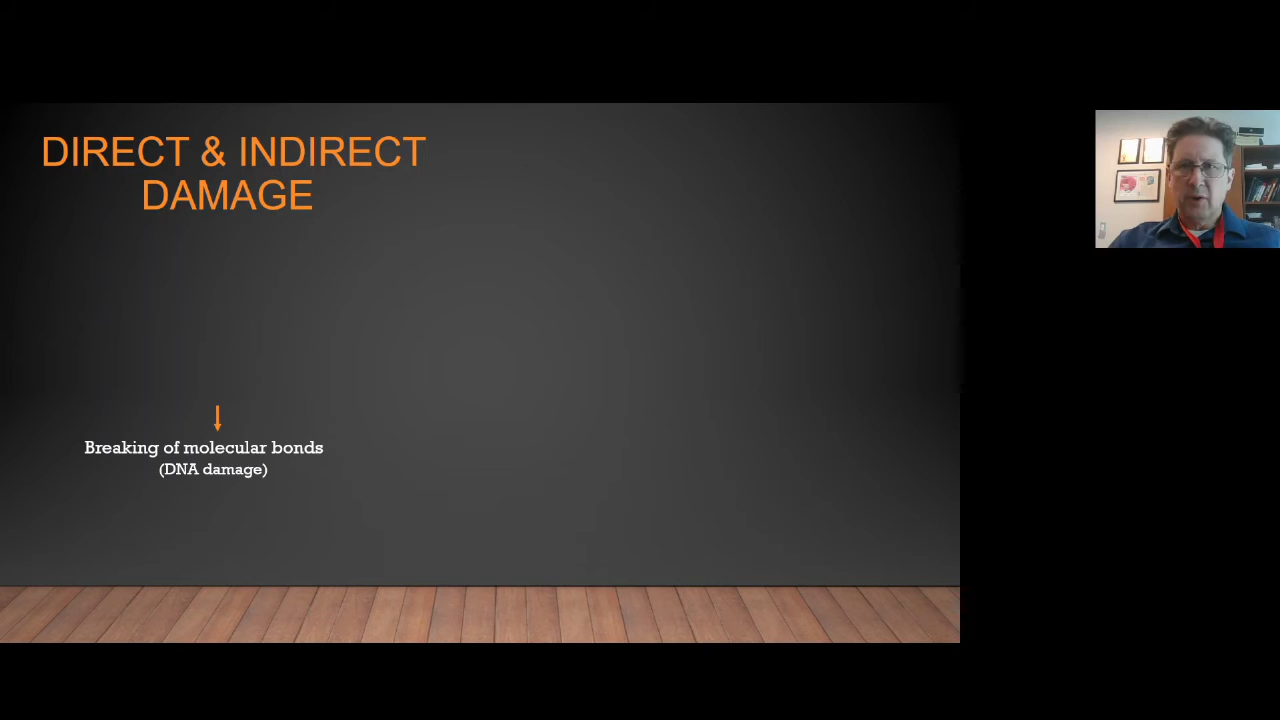 DIRECT & INDIRECT
DAMAGE
Breaking of molecular bonds
(DNA damage)